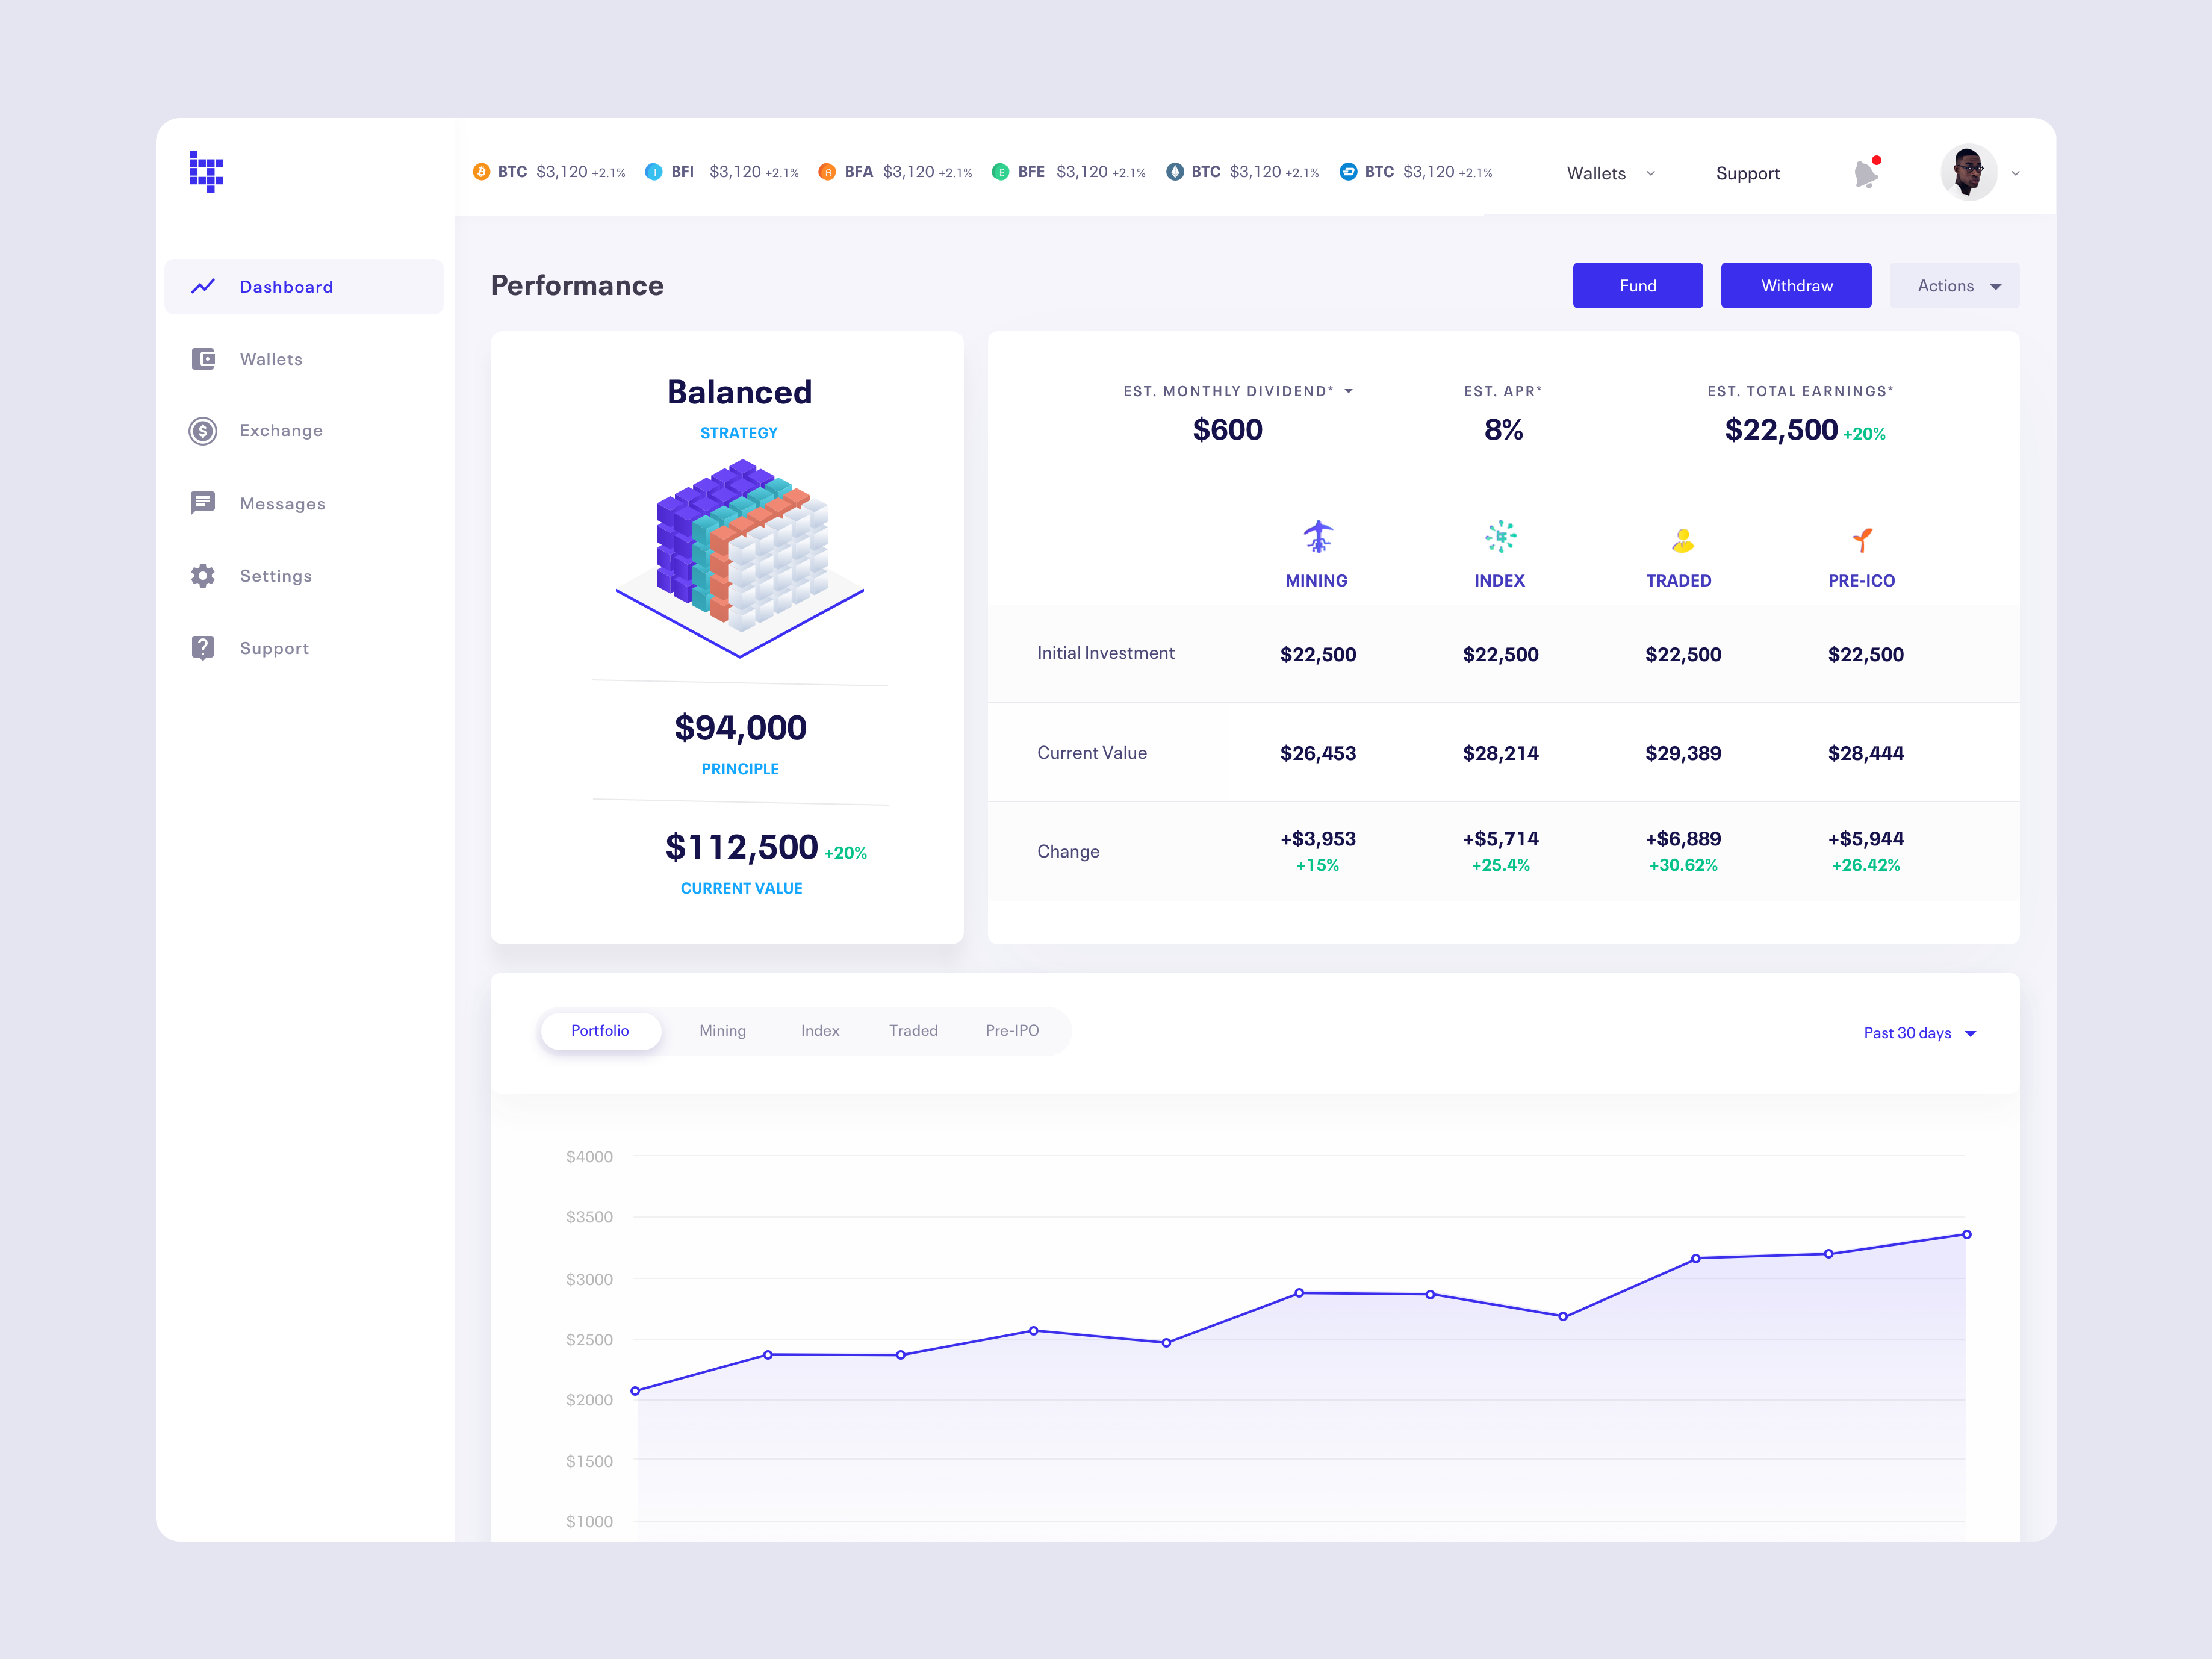 BTC $3,120 +2.1% BFI $3,120 +2.1% BFA $3,120 +2.1% BFE $3,120 +2.1% BTC $3,120 +2.1% BTC $3,120 +2.1% Wallets Support
Dashboard
Wallets
Exchange
Messages
Settings
Support
Performance
Fund
Withdraw
Actions
Balanced
STRATEGY
$94,000
PRINCIPLE
$112,500 +20%
CURRENT VALUE
EST. MONTHLY DIVIDEND* EST. APR* EST. TOTAL EARNINGS*
$600 8% $22,500 +20%
MINING INDEX TRADED PRE-ICO
Initial Investment $22,500 $22,500 $22,500 $22,500
Current Value $26,453 $28,214 $29,389 $28,444
Change +$3,953 +$5,714 +$6,889 +$5,944
+15% +25.4% +30.62% +26.42%
Portfolio Mining Index Traded Pre-IPO
Past 30 days
$4000
$3500
$3000
$2500
$2000
$1500
$1000